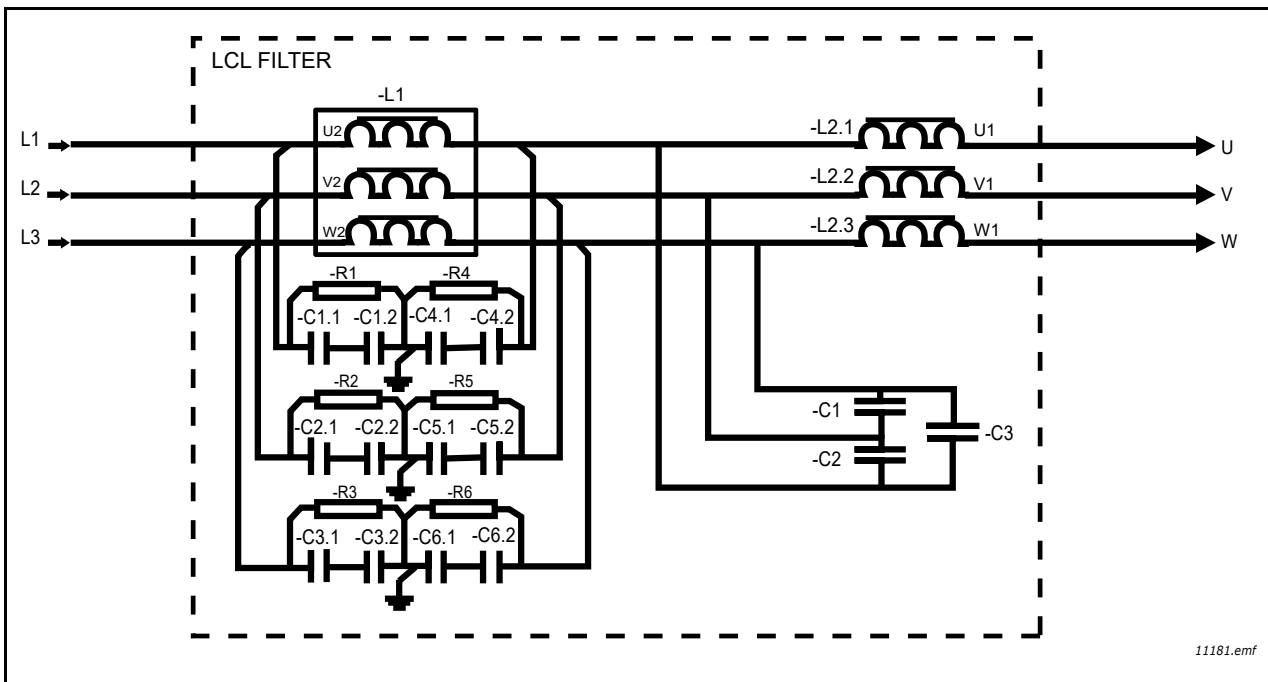 LCL FILTER
-L1
L1
U2
-L2.1
U1
U
L2
V2
-L2.2
V1
V
L3
W2
-L2.3
W1
W
-R1
-R4
-C1.1
-C1.2
-C4.1
-C4.2
-R2
-R5
-C2.1
-C2.2
-C5.1
-C5.2
-C1
-C3
-C2
-R3
-R6
-C3.1
-C3.2
-C6.1
-C6.2
11181.emf